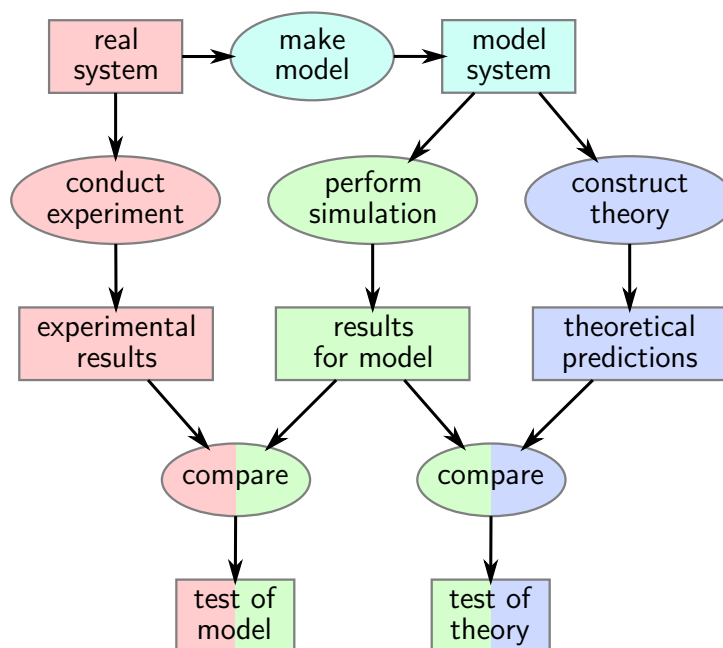 real
system
make
model
model
system
conduct
experiment
perform
simulation
construct
theory
experimental
results
results
for model
theoretical
predictions
compare
compare
test of
model
test of
theory